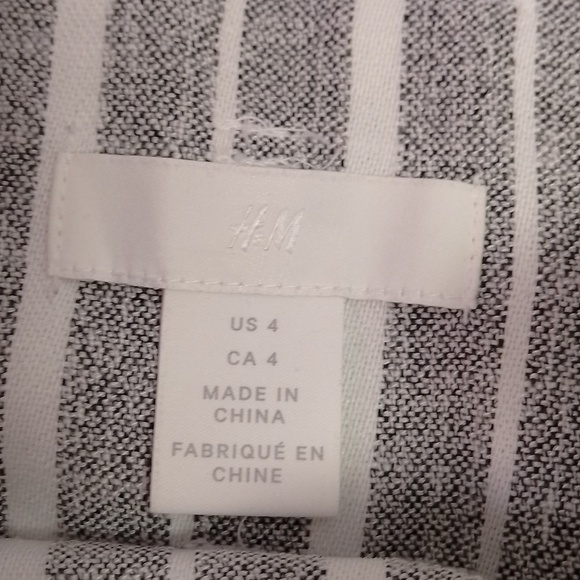 H&M
US 4
CA 4
MADE IN
CHINA
FABRIQUÉ EN
CHINE